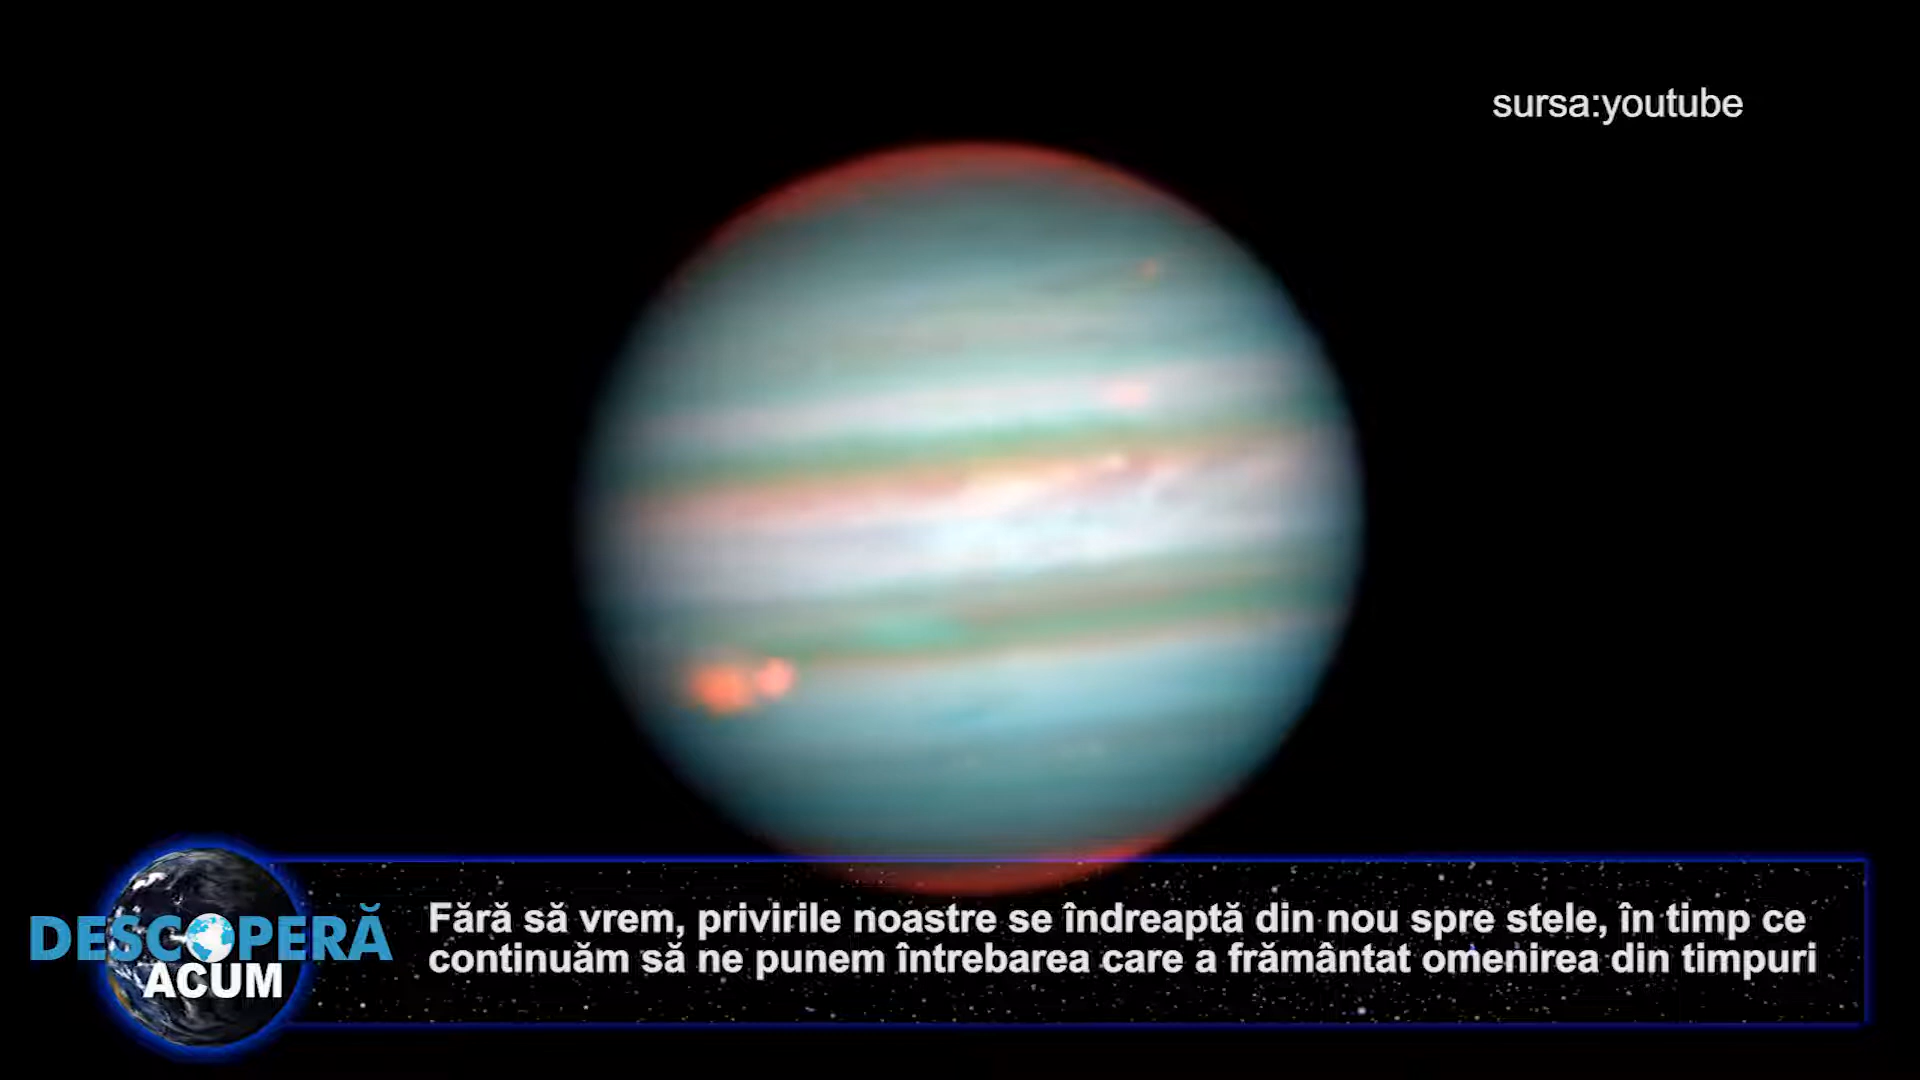 sursa:youtube
Fără să vrem, privirile noastre se îndreaptă din nou spre stele, în timp ce
continuăm să ne punem întrebarea care a frământat omenirea din timpuri
DESCOPERĂ
ACUM